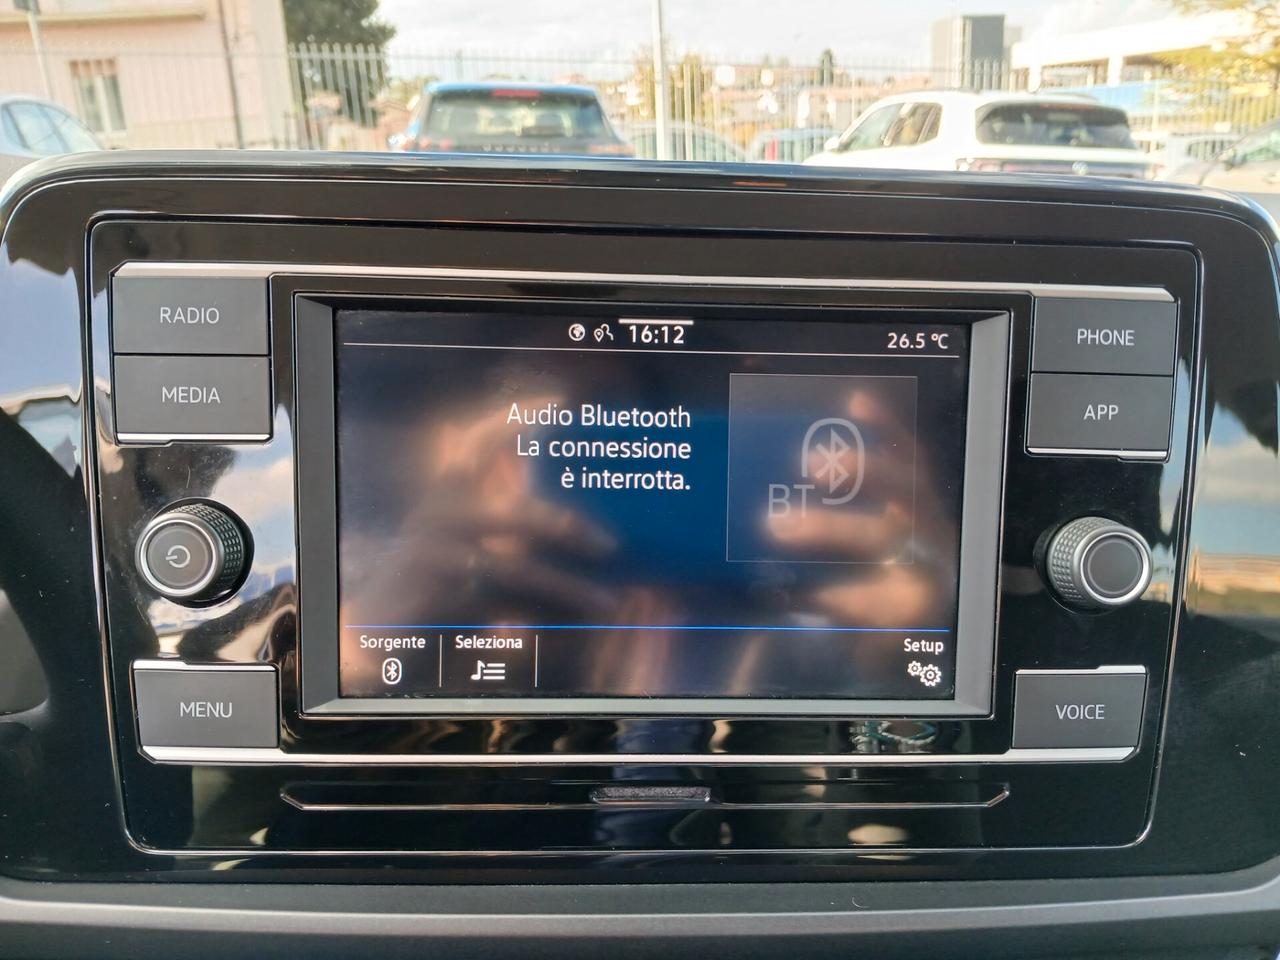 RADIO
MEDIA
MENU
16:12
26.5 °C
Audio Bluetooth
La connessione
è interrotta.
BT
Sorgente
Seleziona
Setup
PHONE
APP
VOICE